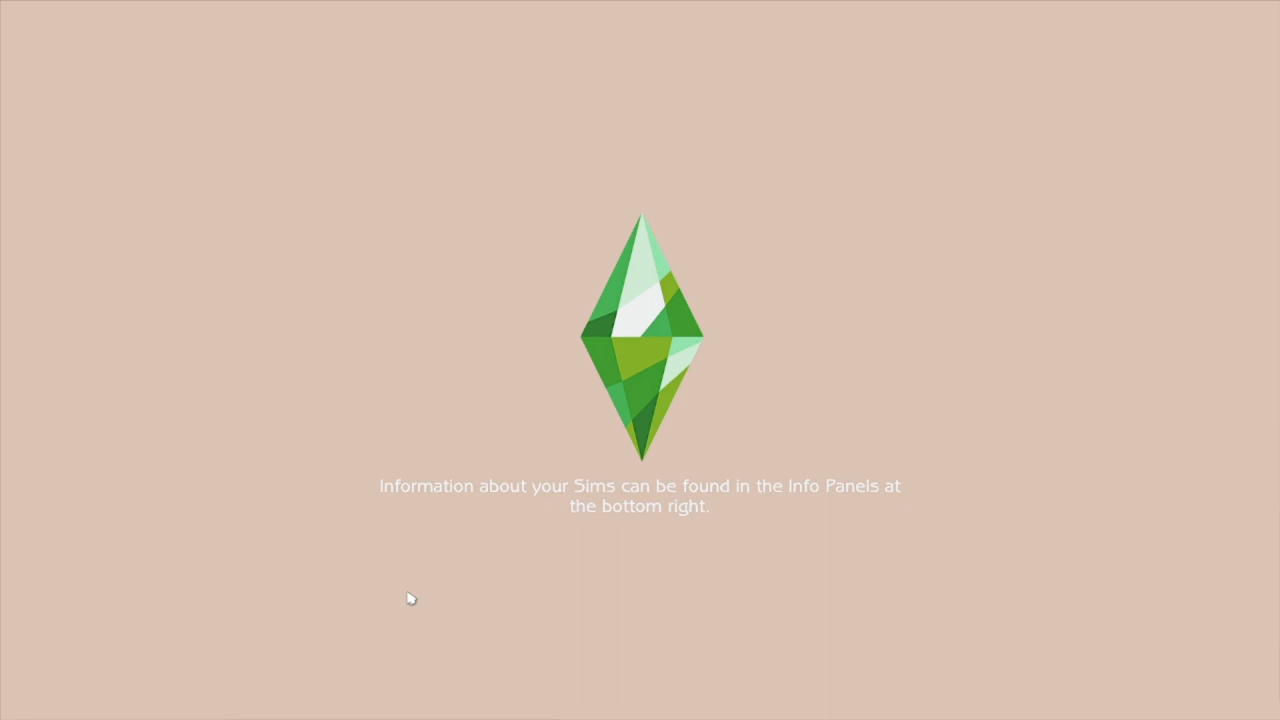 Information about your Sims can be found in the Info Panels at
the bottom right.